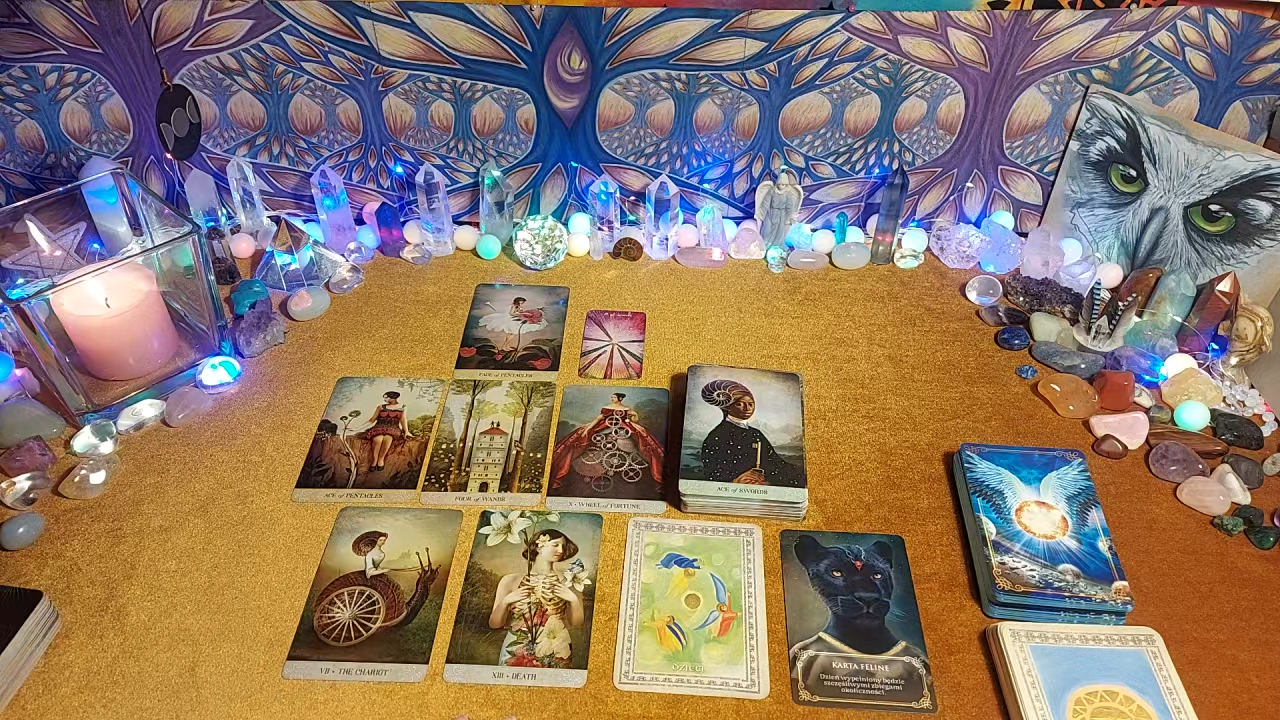 PAGE of PENTACLES
ACE of PENTACLES
FOUR of WANDS
X • WHEEL of FORTUNE
ACE of SWORDS
VII • THE CHARIOT
XIII • DEATH
DZIECI
KARTA FELINE
Dzień wypełniony będzie
szczęśliwymi zbiegami
okoliczności.